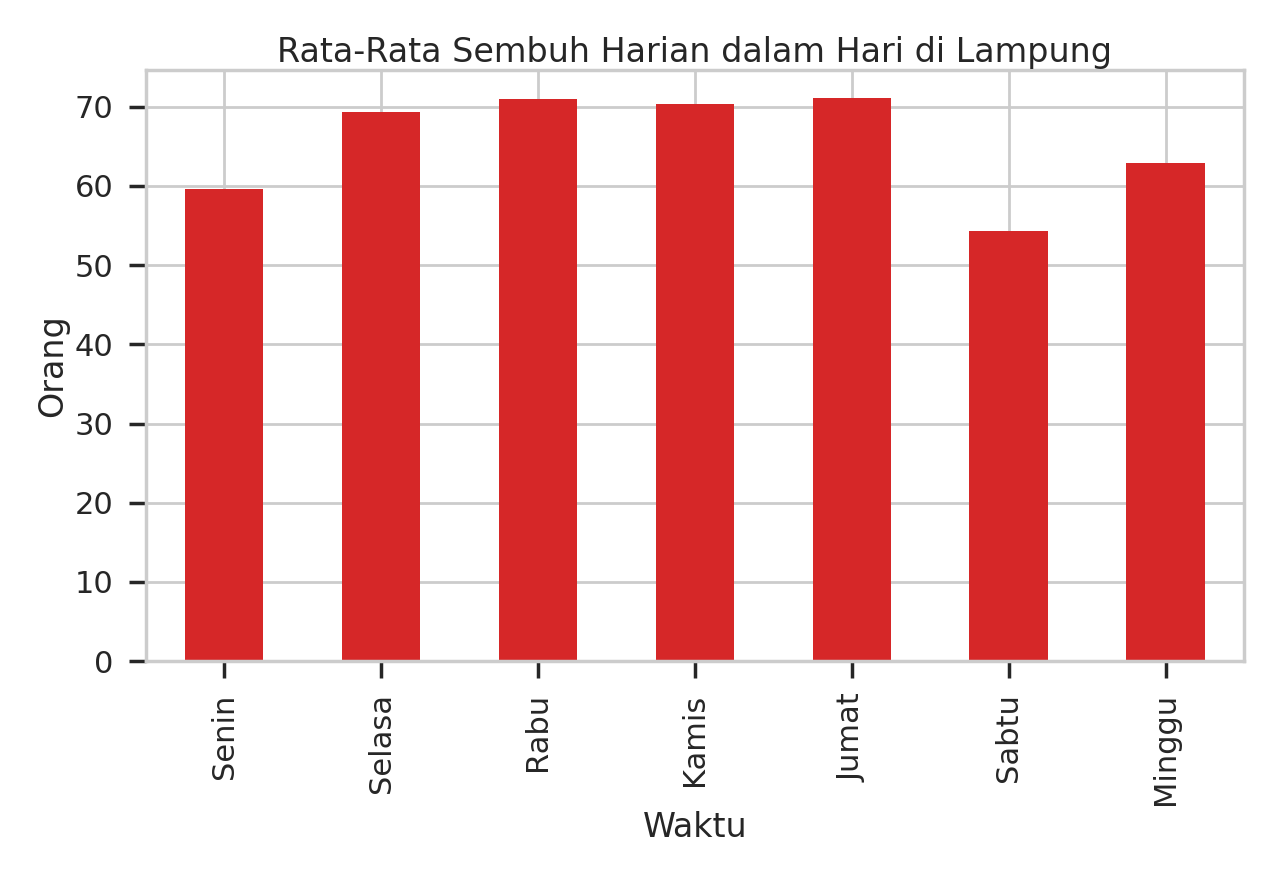 Rata-Rata Sembuh Harian dalam Hari di Lampung
70
60
50
40
30
20
10
0
Orang
Senin
Selasa
Rabu
Kamis
Jumat
Sabtu
Minggu
Waktu